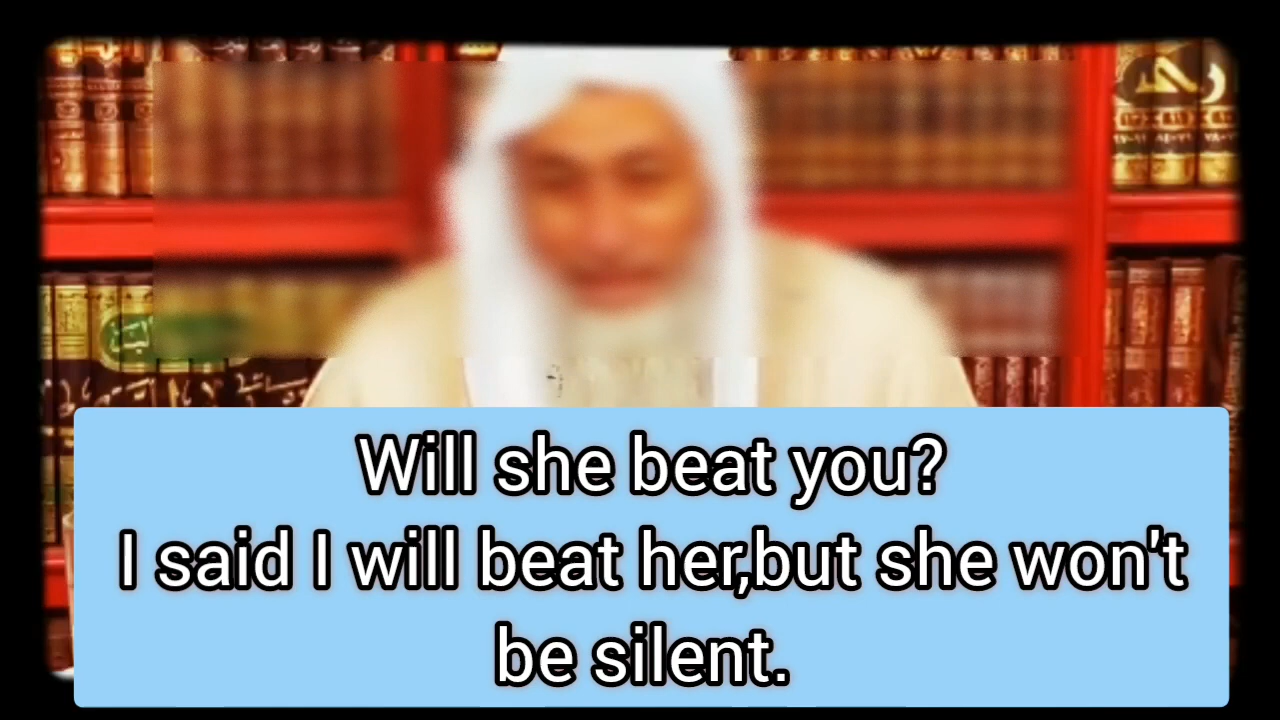 Will she beat you?
I said I will beat her,but she won't
be silent.